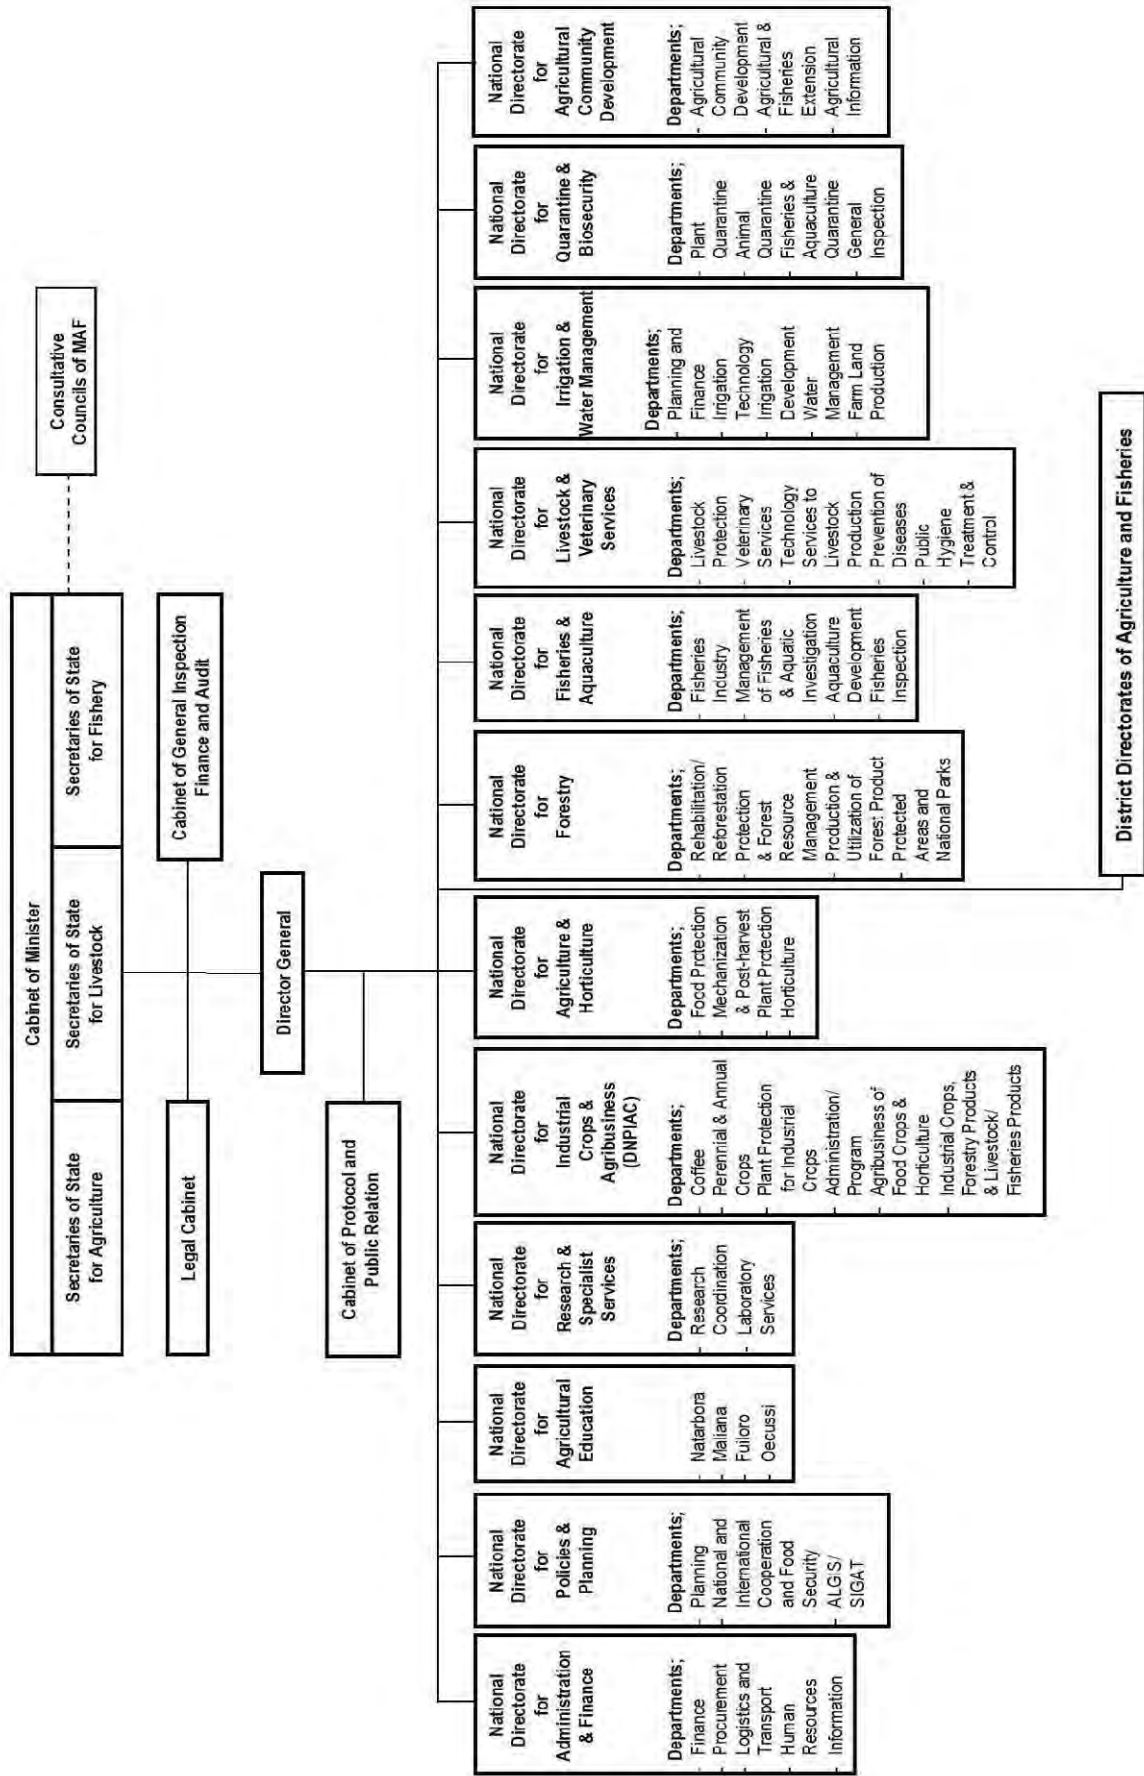 Cabinet of Minister
Secretaries of State
for Agriculture
Secretaries of State
for Livestock
Secretaries of State
for Fishery
Consultative
Councils of MAF
Legal Cabinet
Cabinet of General Inspection
Finance and Audit
Director General
Cabinet of Protocol and
Public Relation
National
Directorate
for
Administration
& Finance
Departments;
- Finance
- Procurement
- Logistics and
Transport
- Human
Resources
- Information
National
Directorate
for
Policies &
Planning
Departments;
- Planning
- National and
International
Cooperation
and Food
Security
- ALGIS/
SIGAT
National
Directorate
for
Agricultural
Education
- Natarbora
- Maliana
- Fuiloro
- Oecussi
National
Directorate
for
Research &
Specialist
Services
Departments;
- Research
Coordination
- Laboratory
Services
National
Directorate
for
Industrial
Crops &
Agribusiness
(DNPIAC)
Departments;
- Coffee
- Perennial & Annual
Crops
- Plant Protection
for Industrial
Crops
- Administration/
Program
- Agribusiness of
Food Crops &
Horticulture
- Industrial Crops,
Forestry Products
& Livestock/
Fisheries Products
National
Directorate
for
Agriculture &
Horticulture
Departments;
- Food Protection
- Mechanization
& Post-harvest
- Plant Protection
- Horticulture
National
Directorate
for
Forestry
Departments;
- Rehabilitation/
Reforestation
- Protection
& Forest
Resource
Management
- Production &
Utilization of
Forest Product
- Protected
Areas and
National Parks
National
Directorate
for
Fisheries &
Aquaculture
Departments;
- Fisheries
Industry
- Management
of Fisheries
& Aquatic
Investigation
- Aquaculture
Development
- Fisheries
Inspection
National
Directorate
for
Livestock &
Veterinary
Services
Departments;
- Livestock
Protection
- Veterinary
Services
- Technology
Services to
Livestock
Production
- Prevention of
Diseases
- Public
Hygiene
- Treatment &
Control
National
Directorate
for
Irrigation &
Water Management
Departments;
- Planning and
Finance
- Irrigation
Technology
- Irrigation
Development
- Water
Management
- Farm Land
Production
National
Directorate
for
Quarantine &
Biosecurity
Departments;
- Plant
Quarantine
- Animal
Quarantine
- Fisheries &
Aquaculture
Quarantine
- General
Inspection
National
Directorate
for
Agricultural
Community
Development
Departments;
- Agricultural
Community
Development
- Agricultural &
Fisheries
Extension
- Agricultural
Information
District Directorates of Agriculture and Fisheries